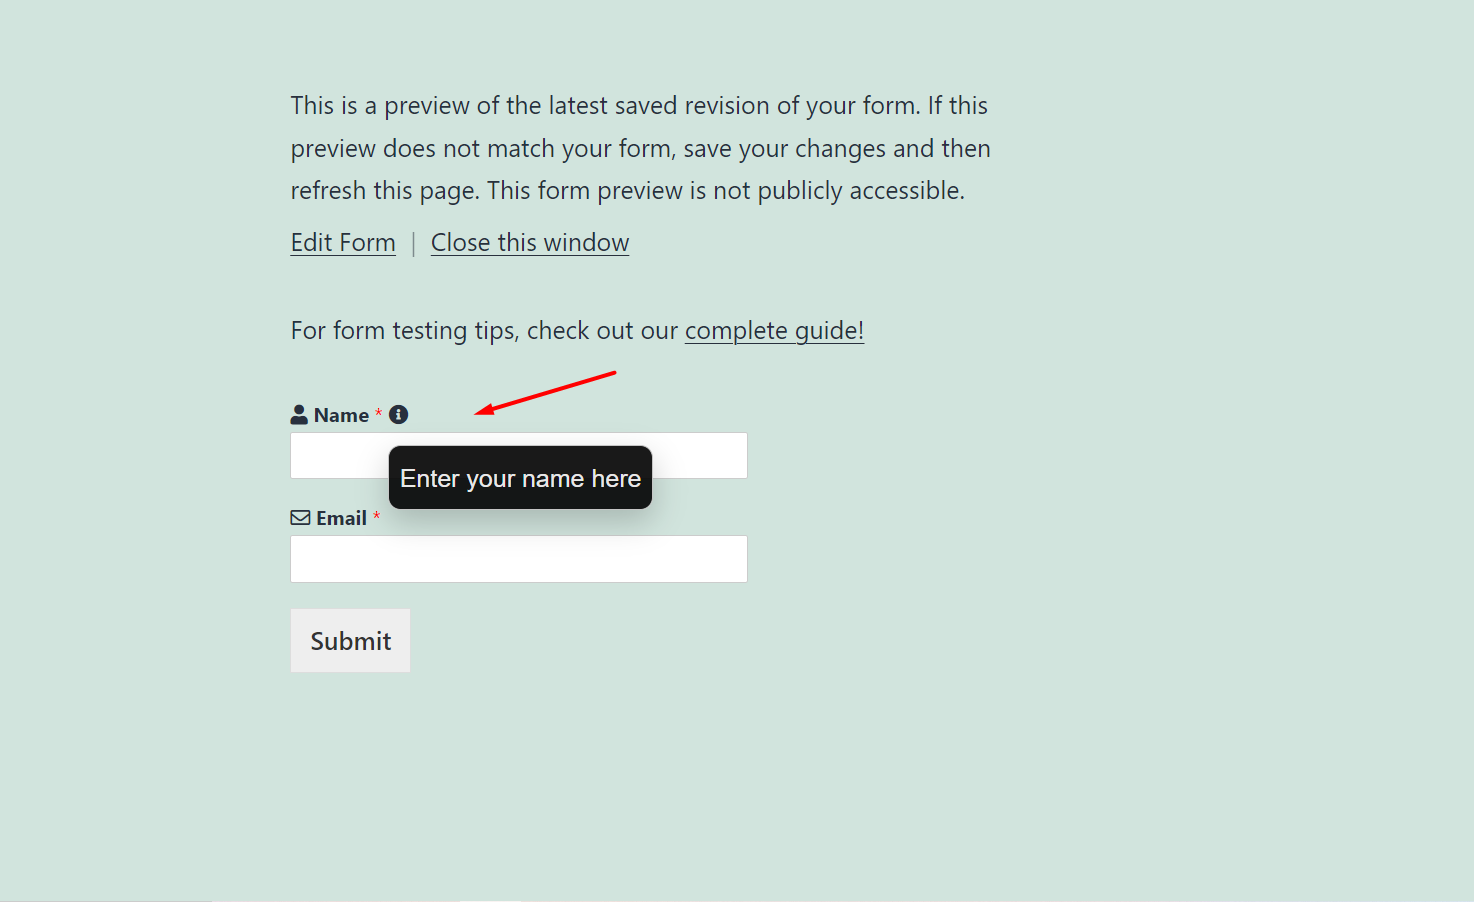 This is a preview of the latest saved revision of your form. If this
preview does not match your form, save your changes and then
refresh this page. This form preview is not publicly accessible.
Edit Form | Close this window
For form testing tips, check out our complete guide!
Name *
Enter your name here
Email *
Submit